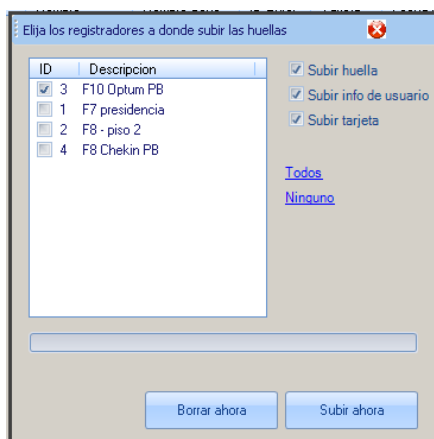 Elija los registradores a donde subir las huellas
ID Descripcion
3 F10 Optum PB
1 F7 presidencia
2 F8 - piso 2
4 F8 Chekin PB
Subir huella
Subir info de usuario
Subir tarjeta
Todos
Ninguno
Borrar ahora
Subir ahora